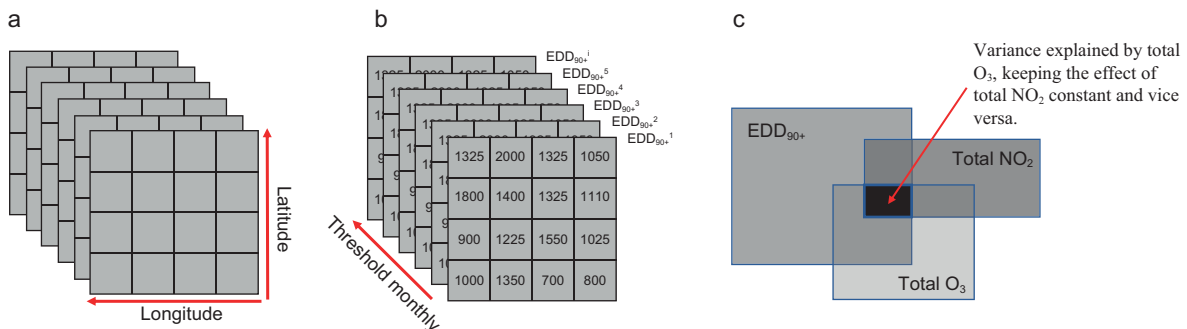 a
Latitude
Longitude
b
EDD₉₀₊ⁱ
EDD₉₀₊⁵
EDD₉₀₊⁴
EDD₉₀₊³
EDD₉₀₊²
EDD₉₀₊¹
1325 2000 1325 1050
1800 1400 1325 1110
900 1225 1550 1025
1000 1350 700 800
Threshold monthly
c
Variance explained by total
O₃, keeping the effect of
total NO₂ constant and vice
versa.
EDD₉₀₊
Total NO₂
Total O₃